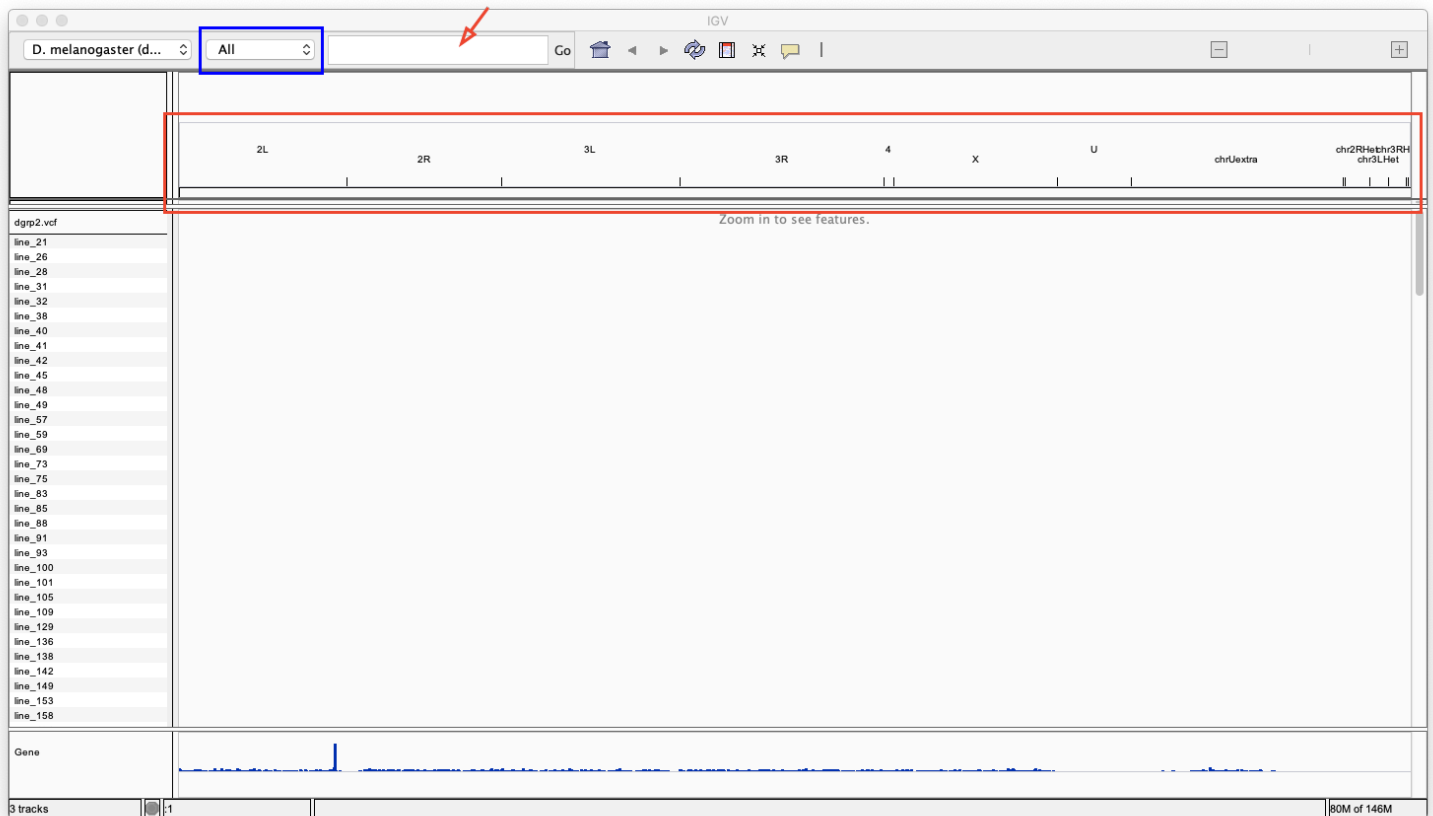 IGV
D. melanogaster (d...
All
Go
2L
2R
3L
3R
4
X
U
chrUextra
chr2RHet
chr3RH
chr3LHet
dgrp2.vcf
Zoom in to see features.
line_21
line_26
line_28
line_31
line_32
line_38
line_40
line_41
line_42
line_45
line_48
line_49
line_57
line_59
line_69
line_73
line_75
line_83
line_85
line_88
line_91
line_93
line_100
line_101
line_105
line_109
line_129
line_136
line_138
line_142
line_149
line_153
line_158
Gene
3 tracks
:1
80M of 146M